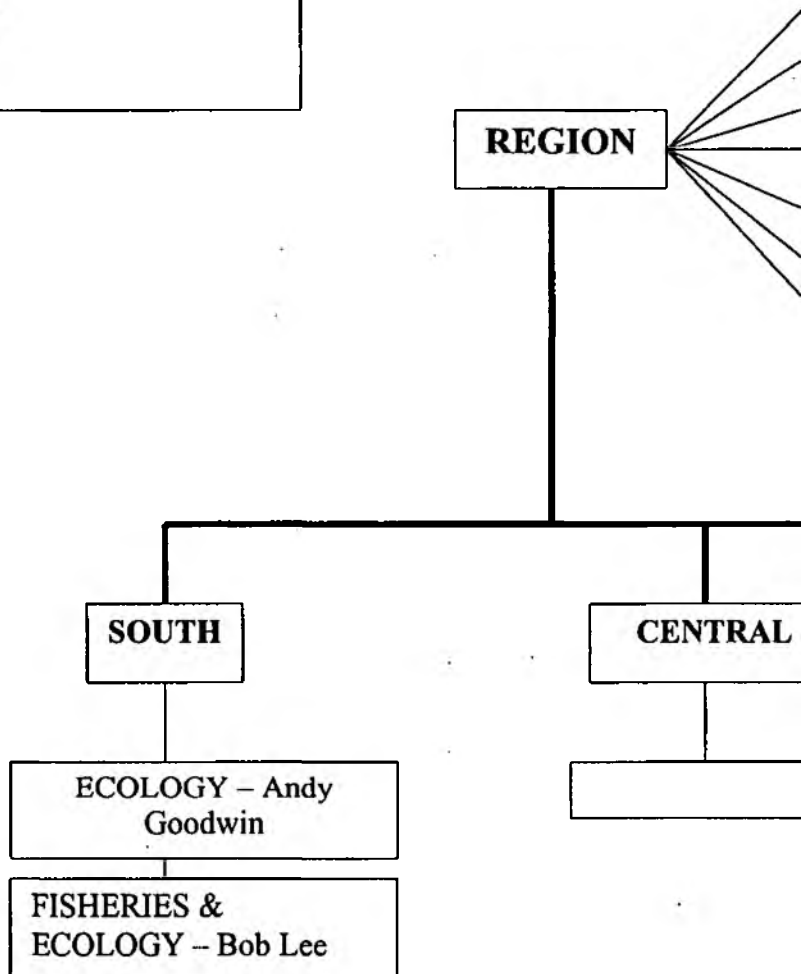 REGION
SOUTH
CENTRAL
ECOLOGY – Andy
Goodwin
FISHERIES &
ECOLOGY – Bob Lee